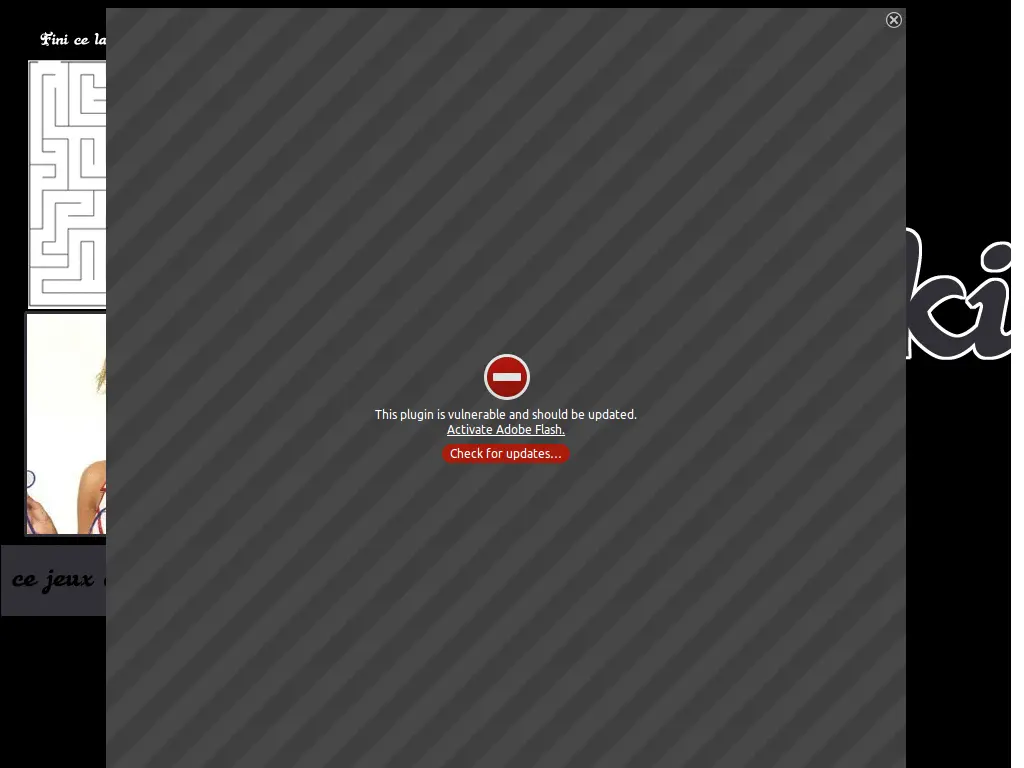 Fini ce la
This plugin is vulnerable and should be updated.
Activate Adobe Flash.
Check for updates...
ki
ce jeux